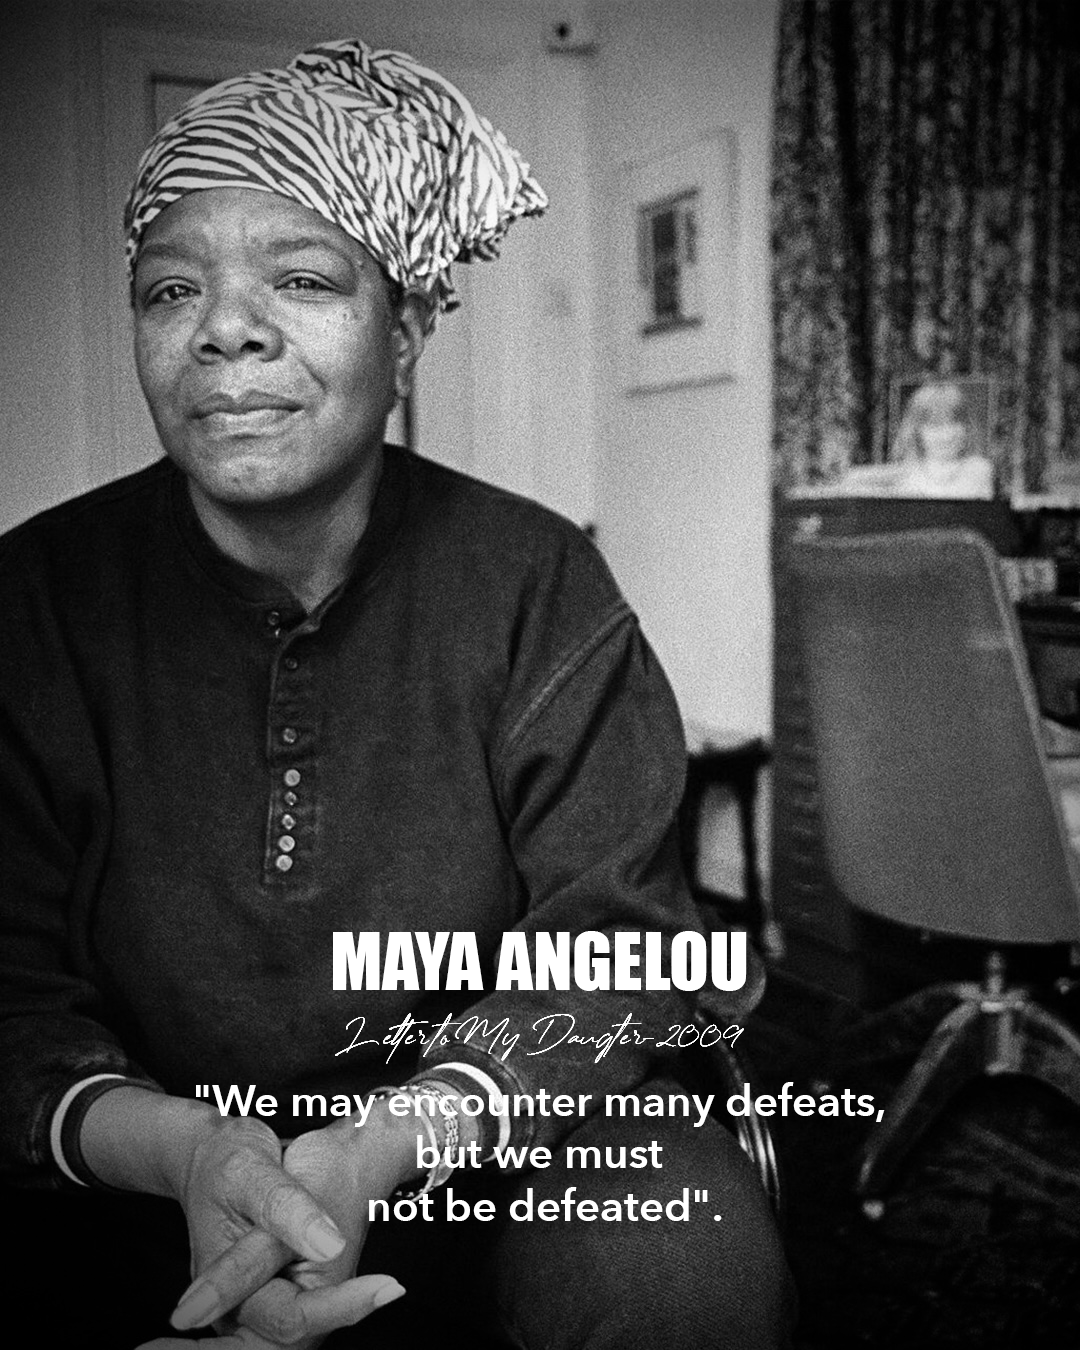 MAYA ANGELOU
Letter to My Daugter 2009
"We may encounter many defeats,
but we must
not be defeated".